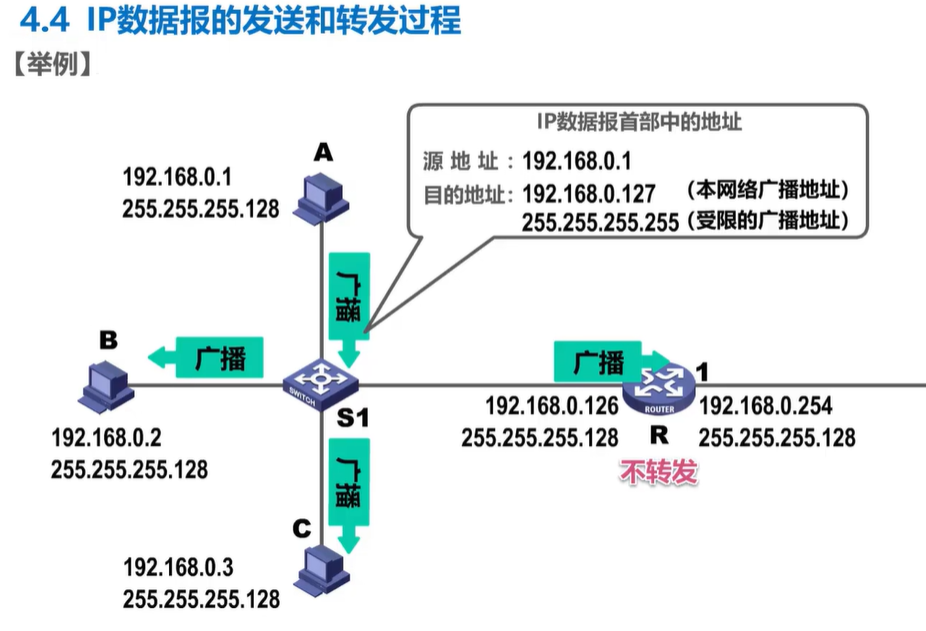 4.4 IP数据报的发送和转发过程
【举例】
IP数据报首部中的地址
源地址：192.168.0.1
目的地址：192.168.0.127 （本网络广播地址）
255.255.255.255（受限的广播地址）
A
192.168.0.1
255.255.255.128
广播
B
广播
192.168.0.2
255.255.255.128
SWITCH
S1
广播
1
ROUTER
192.168.0.126
255.255.255.128
R
192.168.0.254
255.255.255.128
不转发
广播
C
192.168.0.3
255.255.255.128